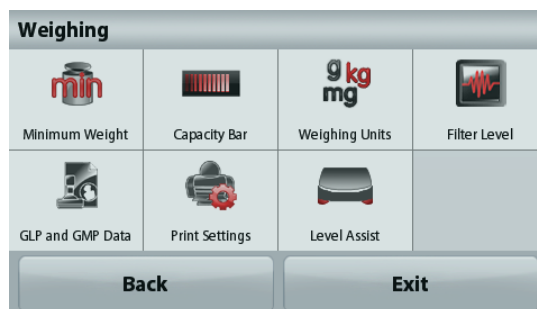 Weighing
min
g kg
mg
Minimum Weight
Capacity Bar
Weighing Units
Filter Level
GLP and GMP Data
Print Settings
Level Assist
Back
Exit